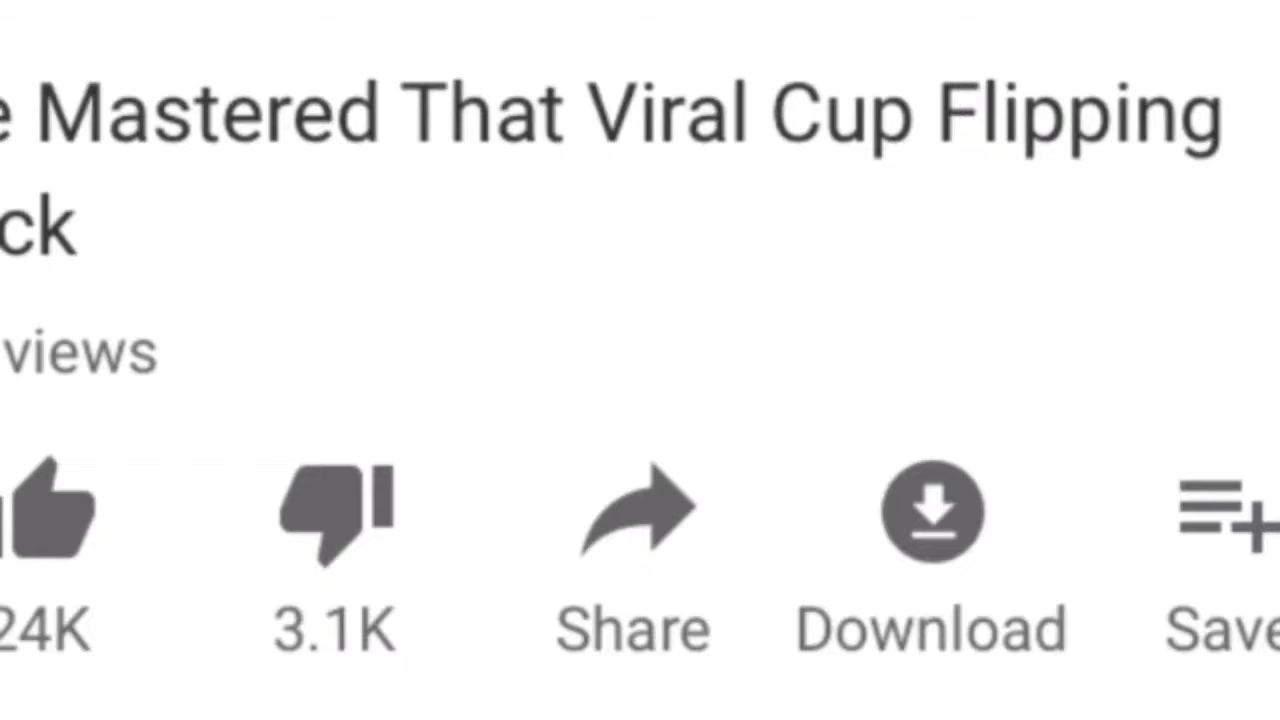 e Mastered That Viral Cup Flipping
ck
views
24K 3.1K Share Download Save